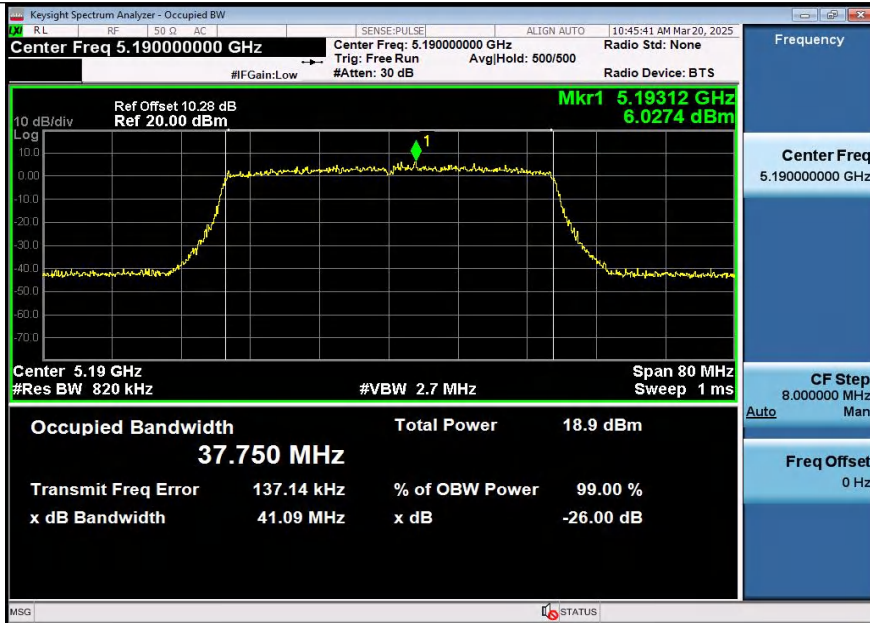 Keysight Spectrum Analyzer - Occupied BW
LXI RL RF 50 Ω AC SENSE:PULSE ALIGN AUTO 10:45:41 AM Mar 20, 2025
Center Freq 5.190000000 GHz
Center Freq: 5.190000000 GHz Radio Std: None
Trig: Free Run Avg|Hold: 500/500
#IFGain:Low #Atten: 30 dB Radio Device: BTS
Ref Offset 10.28 dB Mkr1 5.19312 GHz
10 dB/div Ref 20.00 dBm 6.0274 dBm
Log
1
10.0
0.00
-10.0
-20.0
-30.0
-40.0
-50.0
-60.0
-70.0
Center 5.19 GHz Span 80 MHz
#Res BW 820 kHz #VBW 2.7 MHz Sweep 1 ms
Occupied Bandwidth Total Power 18.9 dBm
37.750 MHz
Transmit Freq Error 137.14 kHz % of OBW Power 99.00 %
x dB Bandwidth 41.09 MHz x dB -26.00 dB
MSG STATUS
Frequency
Center Freq
5.190000000 GHz
CF Step
8.000000 MHz
Auto Man
Freq Offset
0 Hz